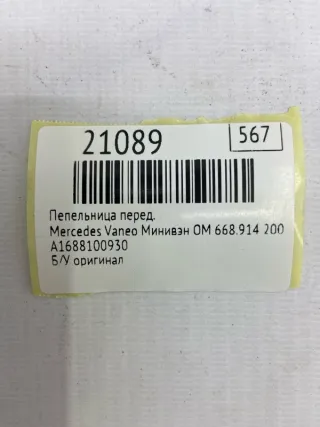 21089
567
Пепельница перед.
Mercedes Vaneo Минивэн OM 668.914 200
A1688100930
Б/У оригинал